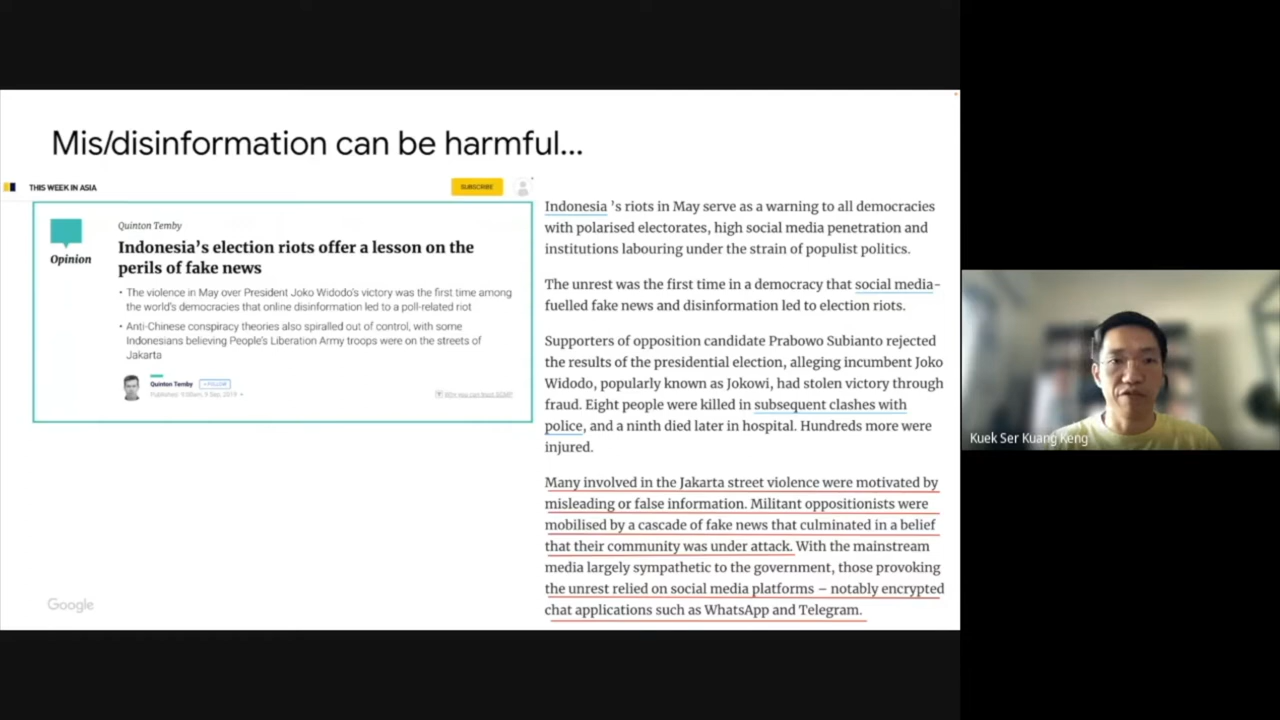 Mis/disinformation can be harmful...
THIS WEEK IN ASIA
SUBSCRIBE
Opinion
Quinton Temby
Indonesia's election riots offer a lesson on the
perils of fake news
• The violence in May over President Joko Widodo's victory was the first time among
the world's democracies that online disinformation led to a poll-related riot
• Anti-Chinese conspiracy theories also spiralled out of control, with some
Indonesians believing People's Liberation Army troops were on the streets of
Jakarta
Quinton Temby
+ FOLLOW
Published: 9:00am, 9 Sep, 2019
Why you can trust SCMP
Indonesia 's riots in May serve as a warning to all democracies
with polarised electorates, high social media penetration and
institutions labouring under the strain of populist politics.
The unrest was the first time in a democracy that social media-
fuelled fake news and disinformation led to election riots.
Supporters of opposition candidate Prabowo Subianto rejected
the results of the presidential election, alleging incumbent Joko
Widodo, popularly known as Jokowi, had stolen victory through
fraud. Eight people were killed in subsequent clashes with
police, and a ninth died later in hospital. Hundreds more were
injured.
Many involved in the Jakarta street violence were motivated by
misleading or false information. Militant oppositionists were
mobilised by a cascade of fake news that culminated in a belief
that their community was under attack. With the mainstream
media largely sympathetic to the government, those provoking
the unrest relied on social media platforms – notably encrypted
chat applications such as WhatsApp and Telegram.
Google
Kuek Ser Kuang Keng